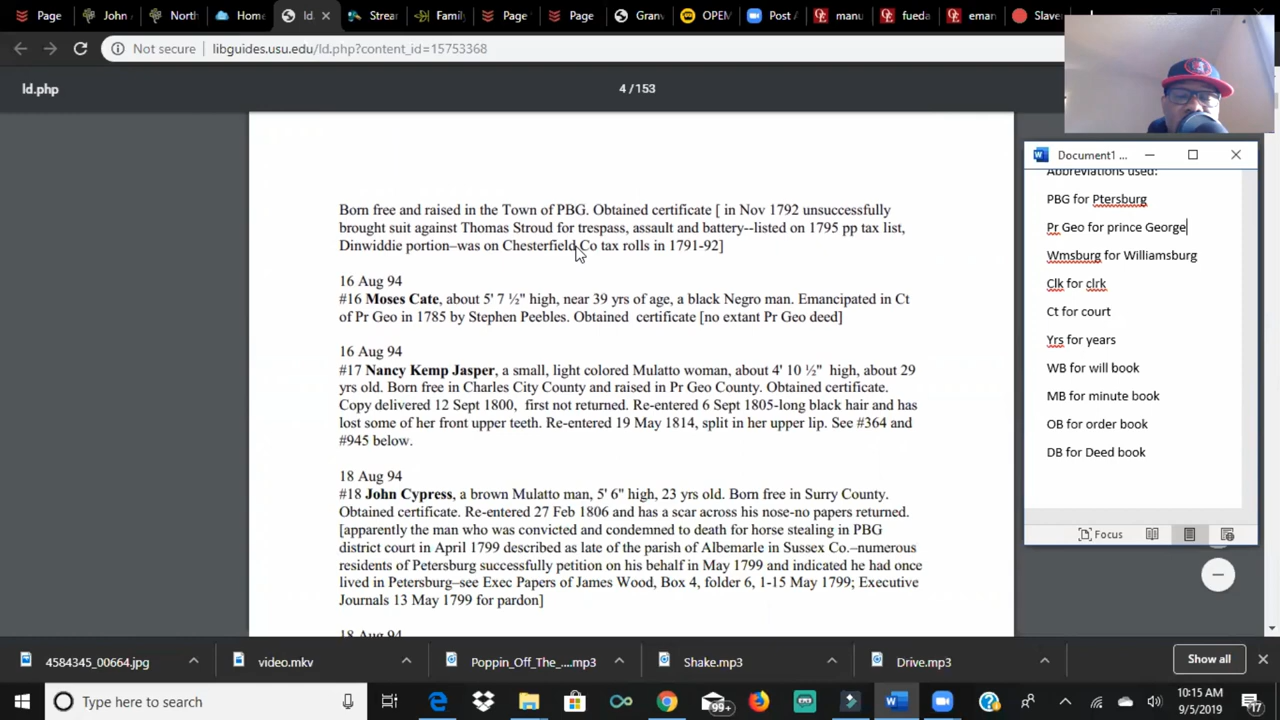 Page
John
North
Home
ld.
Strean
Family
Page
Page
Granv
OPEM
Post /
manu
fueda
eman
Slaver
Not secure
libguides.usu.edu/ld.php?content_id=15753368
ld.php
4 / 153
Born free and raised in the Town of PBG. Obtained certificate [ in Nov 1792 unsuccessfully
brought suit against Thomas Stroud for trespass, assault and battery--listed on 1795 pp tax list,
Dinwiddie portion–was on Chesterfield Co tax rolls in 1791-92]
16 Aug 94
#16 Moses Cate, about 5' 7 ½" high, near 39 yrs of age, a black Negro man. Emancipated in Ct
of Pr Geo in 1785 by Stephen Peebles. Obtained certificate [no extant Pr Geo deed]
16 Aug 94
#17 Nancy Kemp Jasper, a small, light colored Mulatto woman, about 4' 10 ½" high, about 29
yrs old. Born free in Charles City County and raised in Pr Geo County. Obtained certificate.
Copy delivered 12 Sept 1800, first not returned. Re-entered 6 Sept 1805-long black hair and has
lost some of her front upper teeth. Re-entered 19 May 1814, split in her upper lip. See #364 and
#945 below.
18 Aug 94
#18 John Cypress, a brown Mulatto man, 5' 6" high, 23 yrs old. Born free in Surry County.
Obtained certificate. Re-entered 27 Feb 1806 and has a scar across his nose-no papers returned.
[apparently the man who was convicted and condemned to death for horse stealing in PBG
district court in April 1799 described as late of the parish of Albemarle in Sussex Co.–numerous
residents of Petersburg successfully petition on his behalf in May 1799 and indicated he had once
lived in Petersburg–see Exec Papers of James Wood, Box 4, folder 6, 1-15 May 1799; Executive
Journals 13 May 1799 for pardon]
18 Aug 94
Document1 ...
Abbreviations used:
PBG for Ptersburg
Pr Geo for prince George
Wmsburg for Williamsburg
Clk for clrk
Ct for court
Yrs for years
WB for will book
MB for minute book
OB for order book
DB for Deed book
Focus
4584345_00664.jpg
video.mkv
Poppin_Off_The_....mp3
Shake.mp3
Drive.mp3
Show all
Type here to search
99+
10:15 AM
9/5/2019
17